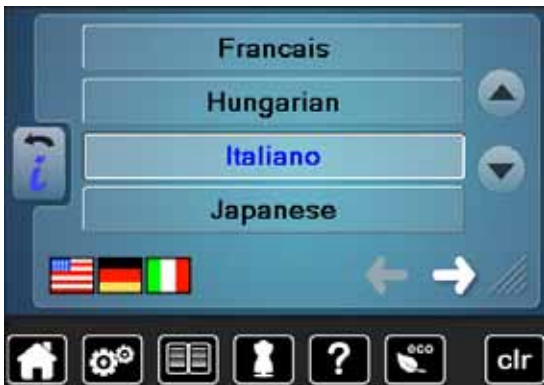 Francais
Hungarian
Italiano
Japanese
i
? eco clr